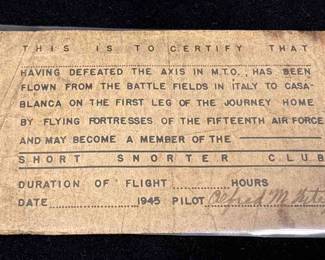 THIS IS TO CERTIFY THAT
HAVING DEFEATED THE AXIS IN M.T.O., HAS BEEN
FLOWN FROM THE BATTLE FIELDS IN ITALY TO CASA-
BLANCA ON THE FIRST LEG OF THE JOURNEY HOME
BY FLYING FORTRESSES OF THE FIFTEENTH AIR FORCE
AND MAY BECOME A MEMBER OF THE
SHORT SNORTER CLUB
DURATION OF FLIGHT HOURS
DATE 1945 PILOT M.